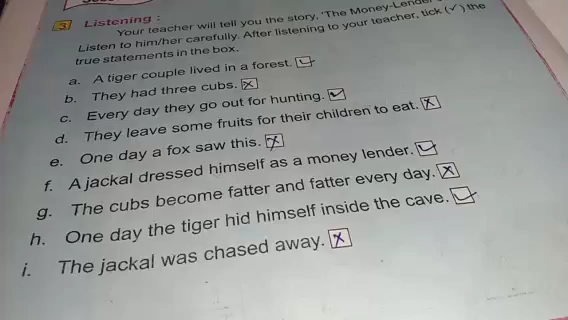 3 Listening :
Your teacher will tell you the story, 'The Money-Lender
Listen to him/her carefully. After listening to your teacher, tick (✓) the
true statements in the box.
a. A tiger couple lived in a forest. ✓
b. They had three cubs. X
c. Every day they go out for hunting. ✓
d. They leave some fruits for their children to eat. X
e. One day a fox saw this. X
f. A jackal dressed himself as a money lender. ✓
g. The cubs become fatter and fatter every day. X
h. One day the tiger hid himself inside the cave. ✓
i. The jackal was chased away. X